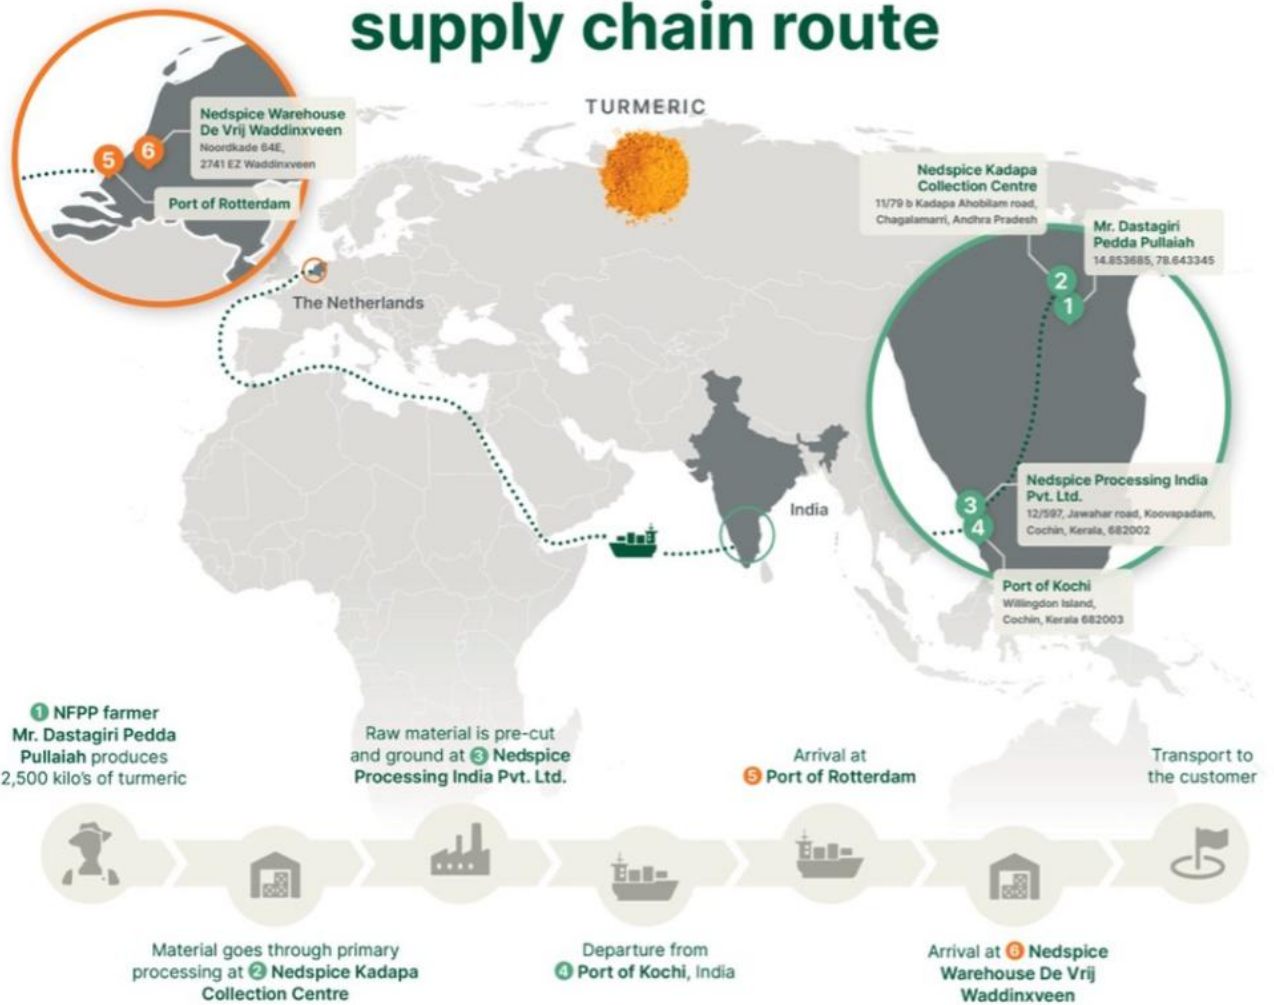 supply chain route
TURMERIC
Nedspice Warehouse
De Vrij Waddinxveen
Noordkade 64E,
2741 EZ Waddinxveen
5
6
Port of Rotterdam
The Netherlands
Nedspice Kadapa
Collection Centre
11/79 b Kadapa Ahobilam road,
Chagalamarri, Andhra Pradesh
Mr. Dastagiri
Pedda Pullaiah
14.853685, 78.643345
2
1
India
Nedspice Processing India
Pvt. Ltd.
12/597, Jawahar road, Koovapadam,
Cochin, Kerala, 682002
3
4
Port of Kochi
Willingdon Island,
Cochin, Kerala 682003
1 NFPP farmer
Mr. Dastagiri Pedda
Pullaiah produces
2,500 kilo's of turmeric
Raw material is pre-cut
and ground at 3 Nedspice
Processing India Pvt. Ltd.
Arrival at
5 Port of Rotterdam
Transport to
the customer
Material goes through primary
processing at 2 Nedspice Kadapa
Collection Centre
Departure from
4 Port of Kochi, India
Arrival at 6 Nedspice
Warehouse De Vrij
Waddinxveen